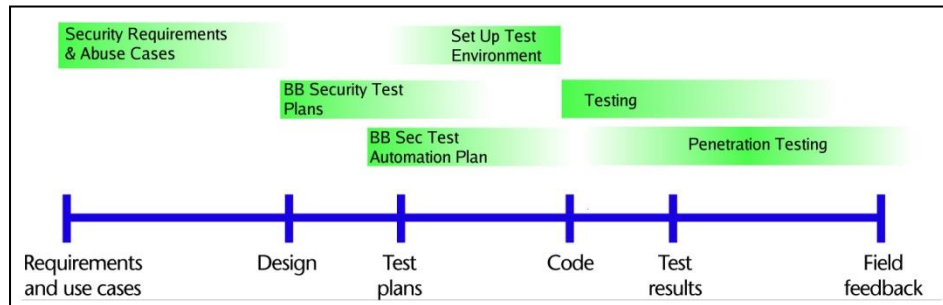 Security Requirements
& Abuse Cases
Set Up Test
Environment
BB Security Test
Plans
Testing
BB Sec Test
Automation Plan
Penetration Testing
Requirements
and use cases
Design
Test
plans
Code
Test
results
Field
feedback